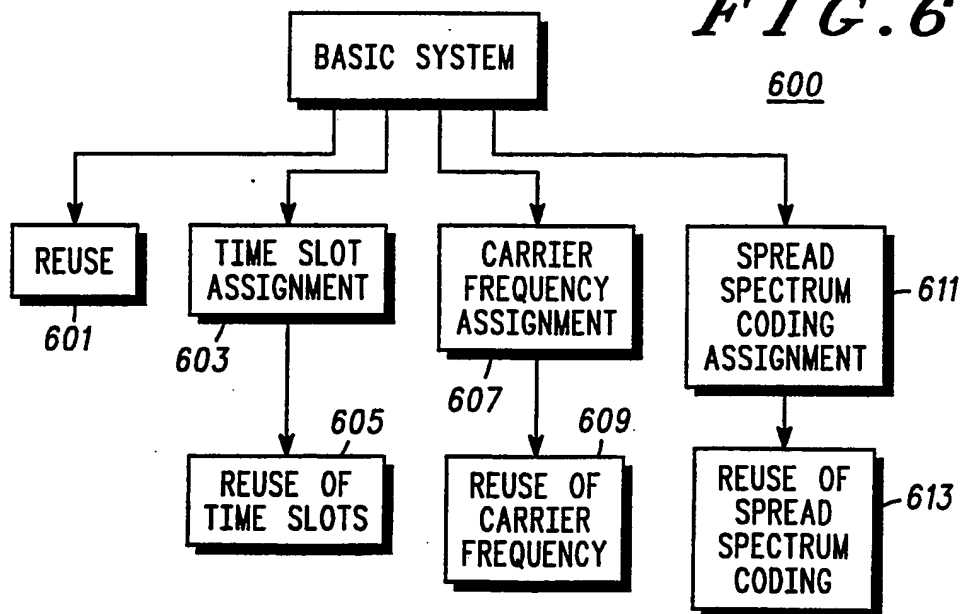 FIG.6
600
BASIC SYSTEM
REUSE
601
TIME SLOT
ASSIGNMENT
603
CARRIER
FREQUENCY
ASSIGNMENT
607
SPREAD
SPECTRUM
CODING
ASSIGNMENT
611
605
REUSE OF
TIME SLOTS
609
REUSE OF
CARRIER
FREQUENCY
REUSE OF
SPREAD
SPECTRUM
CODING
613